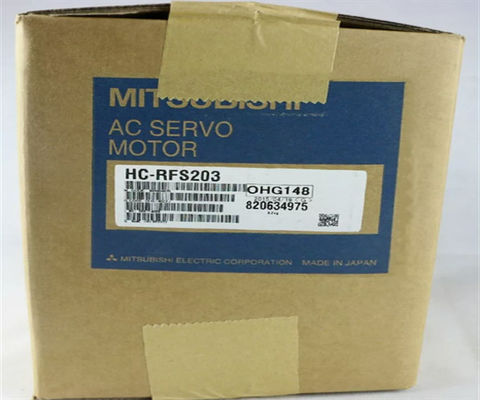 MITSUBISHI
AC SERVO
MOTOR
HC-RFS203
OHG148
820634975
MITSUBISHI ELECTRIC CORPORATION MADE IN JAPAN